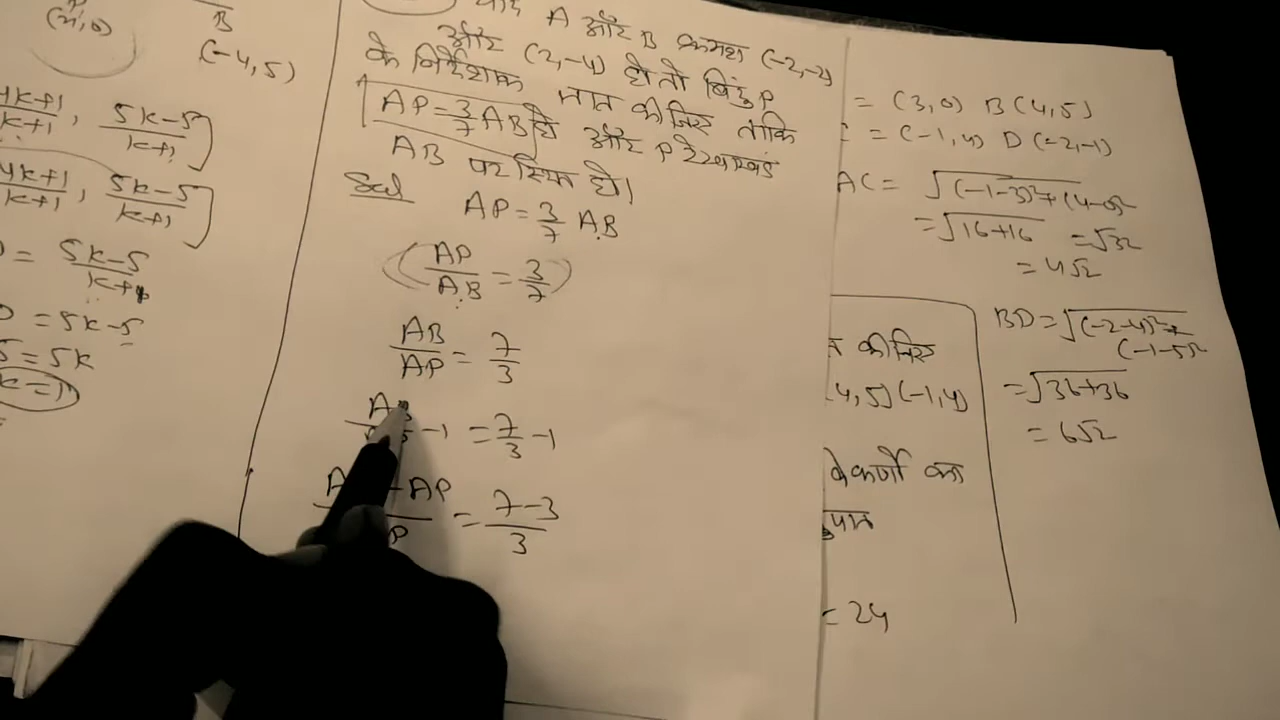 B
(-4,5)
4k+1/k+1, 5k-5/k+1]
4k+1/k+1, 5k-5/k+1]
= 5k-5/k+1
0 = 5k-5
5 = 5k
k=1
A और B क्रमशः (-2,-2)
और (2,-4) हो तो बिंदु P
के निर्देशांक ज्ञात कीजिए ताकि
AP = 3/7 AB हो और P रेखाखंड
AB पर स्थित हो।
Sol
AP = 3/7 AB
(AP/AB = 3/7)
AB/AP = 7/3
-1 = 7/3 -1
-AP = 7-3/3
= (3,0) B(4,5)
= (-1,4) D(-2,-1)
AC = √(-1-3)²+(4-0)²
= √16+16 = √32
= 4√2
कीजिए
(4,5)(-1,4)
= 24
BD = √(-2-4)²+
(-1-5)²
= √36+36
= 6√2